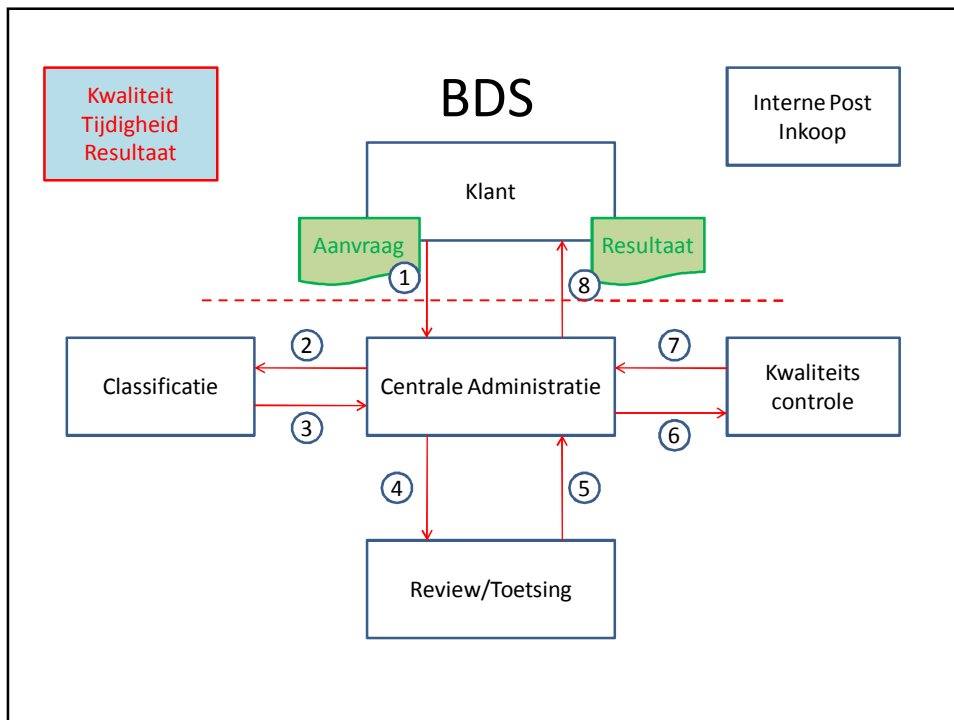 Kwaliteit
Tijdigheid
Resultaat
BDS
Interne Post
Inkoop
Klant
Aanvraag
Resultaat
1
8
2
7
Classificatie
Centrale Administratie
Kwaliteits
controle
3
6
4
5
Review/Toetsing